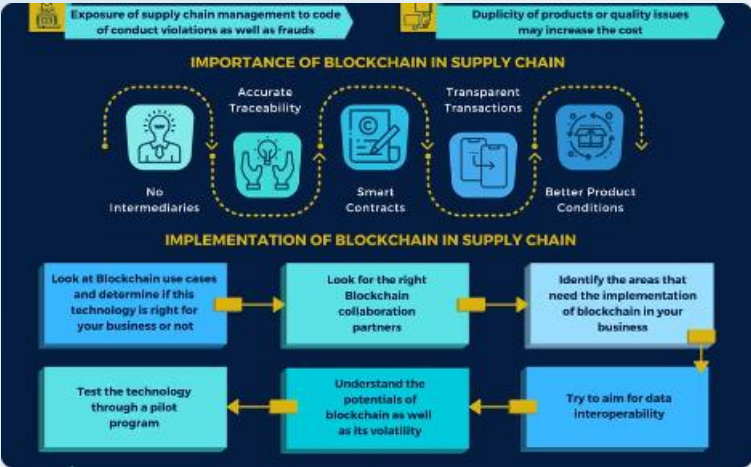 Exposure of supply chain management to code
of conduct violations as well as frauds
Duplicity of products or quality issues
may increase the cost
IMPORTANCE OF BLOCKCHAIN IN SUPPLY CHAIN
No
Intermediaries
Accurate
Traceability
Smart
Contracts
Transparent
Transactions
Better Product
Conditions
IMPLEMENTATION OF BLOCKCHAIN IN SUPPLY CHAIN
Look at Blockchain use cases
and determine if this
technology is right for
your business or not
Look for the right
Blockchain
collaboration
partners
Identify the areas that
need the implementation
of blockchain in your
business
Try to aim for data
interoperability
Understand the
potentials of
blockchain as well
as its volatility
Test the technology
through a pilot
program